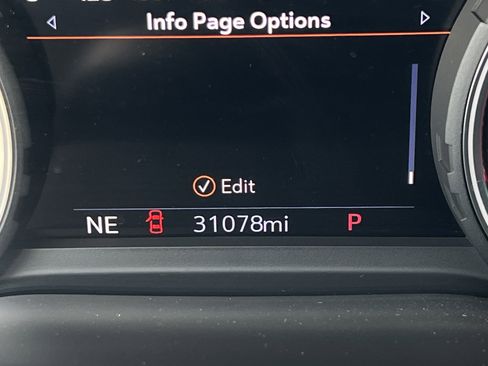 Info Page Options
Edit
NE 31078mi P